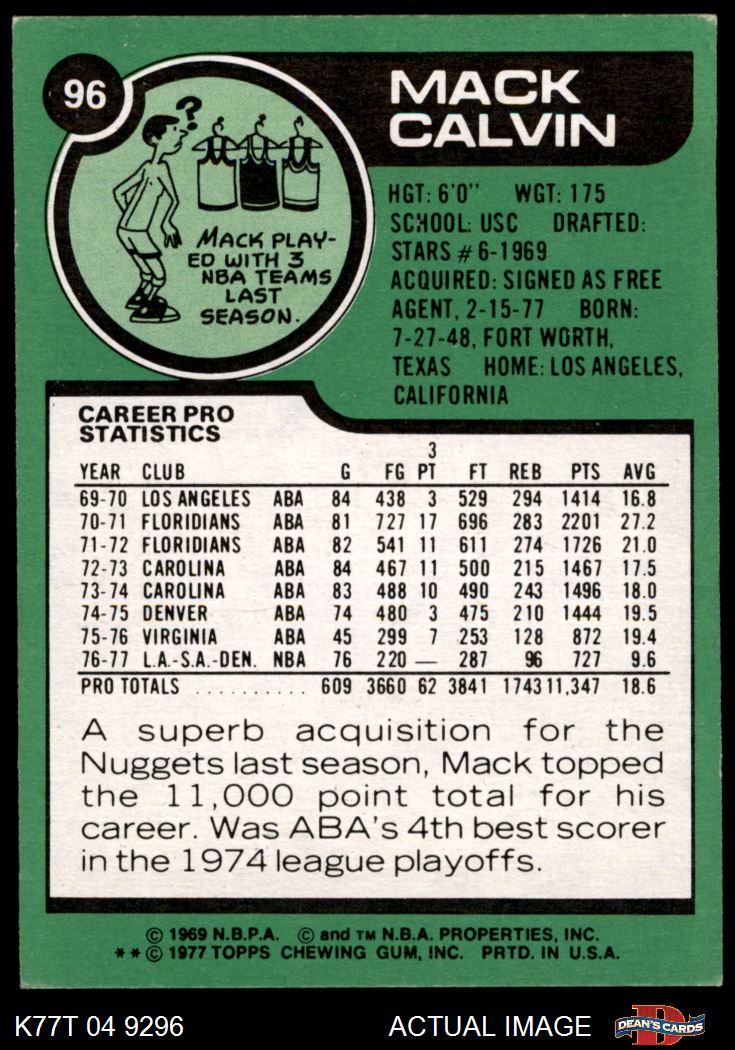 96
MACK
CALVIN
MACK PLAY-
ED WITH 3
NBA TEAMS
LAST
SEASON.
?
HGT: 6'0" WGT: 175
SCHOOL: USC DRAFTED:
STARS #6-1969
ACQUIRED: SIGNED AS FREE
AGENT, 2-15-77 BORN:
7-27-48, FORT WORTH,
TEXAS HOME: LOS ANGELES,
CALIFORNIA
CAREER PRO
STATISTICS
3
YEAR CLUB G FG PT FT REB PTS AVG
69-70 LOS ANGELES ABA 84 438 3 529 294 1414 16.8
70-71 FLORIDIANS ABA 81 727 17 696 283 2201 27.2
71-72 FLORIDIANS ABA 82 541 11 611 274 1726 21.0
72-73 CAROLINA ABA 84 467 11 500 215 1467 17.5
73-74 CAROLINA ABA 83 488 10 490 243 1496 18.0
74-75 DENVER ABA 74 480 3 475 210 1444 19.5
75-76 VIRGINIA ABA 45 299 7 253 128 872 19.4
76-77 L.A.-S.A.-DEN. NBA 76 220 — 287 96 727 9.6
PRO TOTALS .......... 609 3660 62 3841 1743 11,347 18.6
A superb acquisition for the
Nuggets last season, Mack topped
the 11,000 point total for his
career. Was ABA's 4th best scorer
in the 1974 league playoffs.
© 1969 N.B.P.A. © and TM N.B.A. PROPERTIES, INC.
**© 1977 TOPPS CHEWING GUM, INC. PRTD. IN U.S.A.
K77T 04 9296 ACTUAL IMAGE
D
DEAN'S CARDS